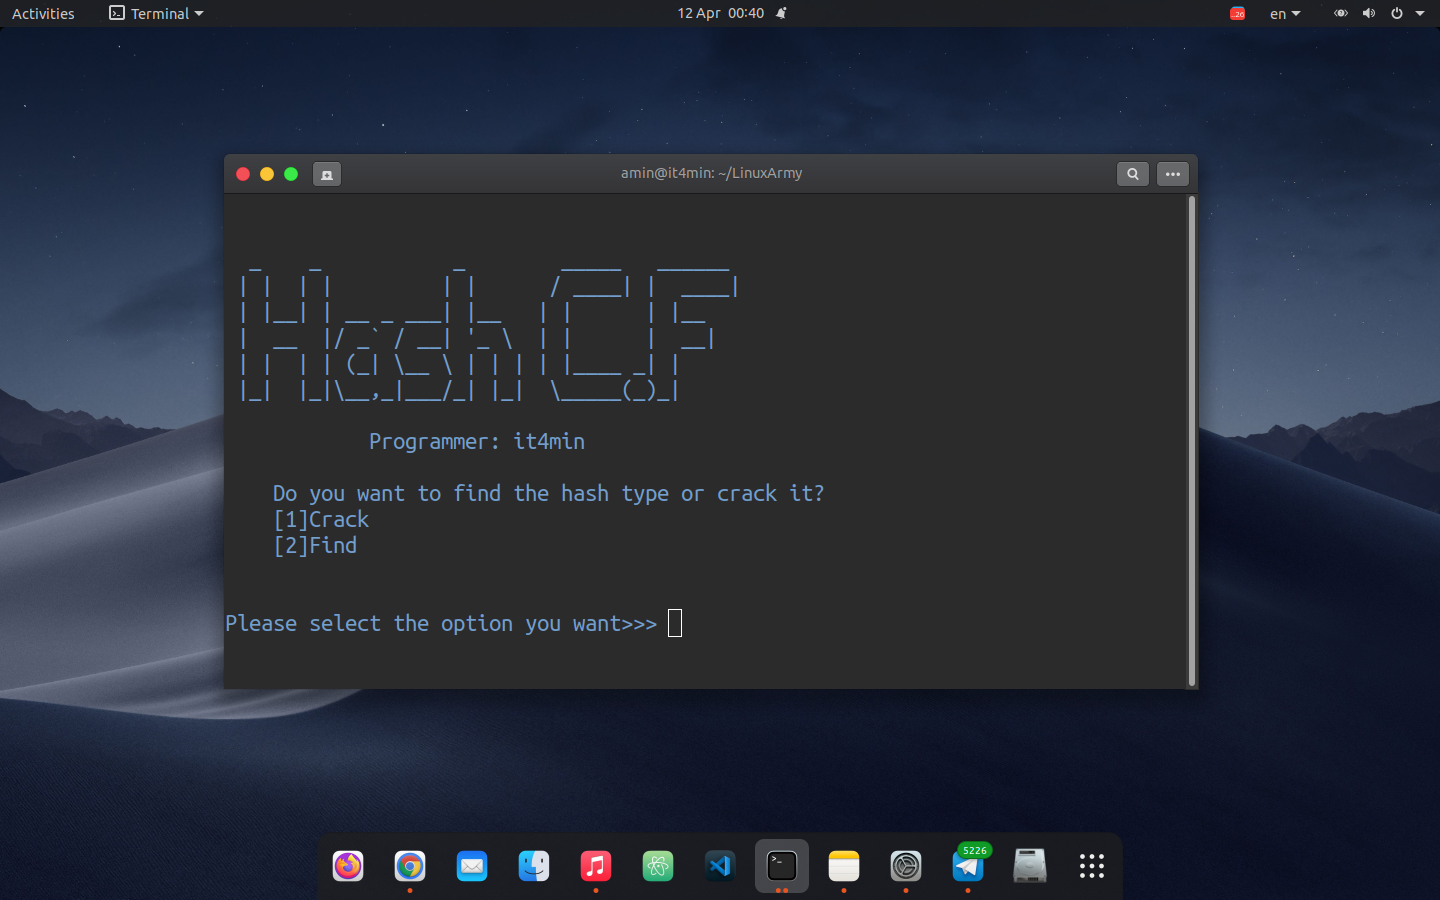 Activities
Terminal
12 Apr 00:40
en
amin@it4min: ~/LinuxArmy
Hash C.F
Programmer: it4min
Do you want to find the hash type or crack it?
[1]Crack
[2]Find
Please select the option you want>>>
5226